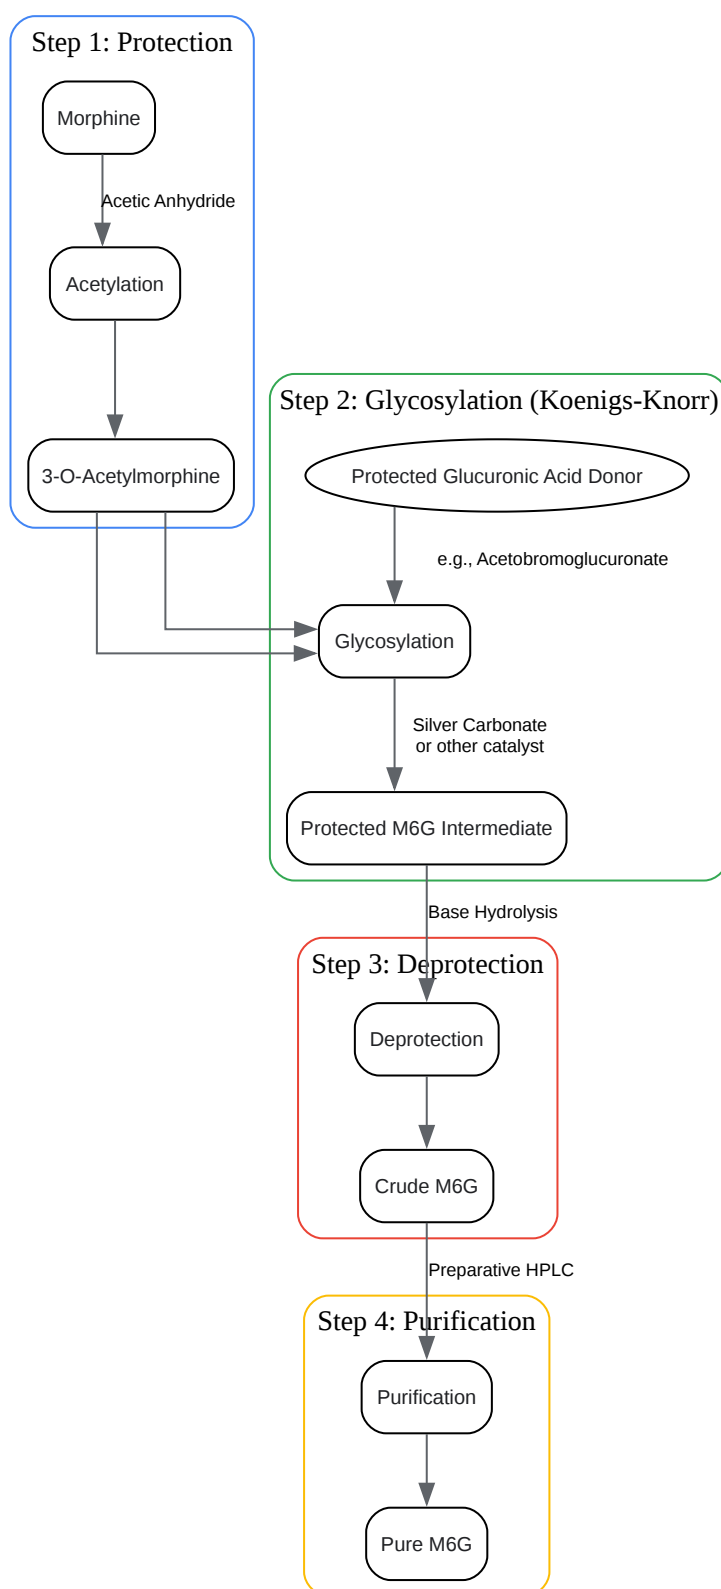 Step 1: Protection
Morphine
Acetic Anhydride
Acetylation
3-O-Acetylmorphine
Step 2: Glycosylation (Koenigs-Knorr)
Protected Glucuronic Acid Donor
e.g., Acetobromoglucuronate
Glycosylation
Silver Carbonate
or other catalyst
Protected M6G Intermediate
Base Hydrolysis
Step 3: Deprotection
Deprotection
Crude M6G
Preparative HPLC
Step 4: Purification
Purification
Pure M6G